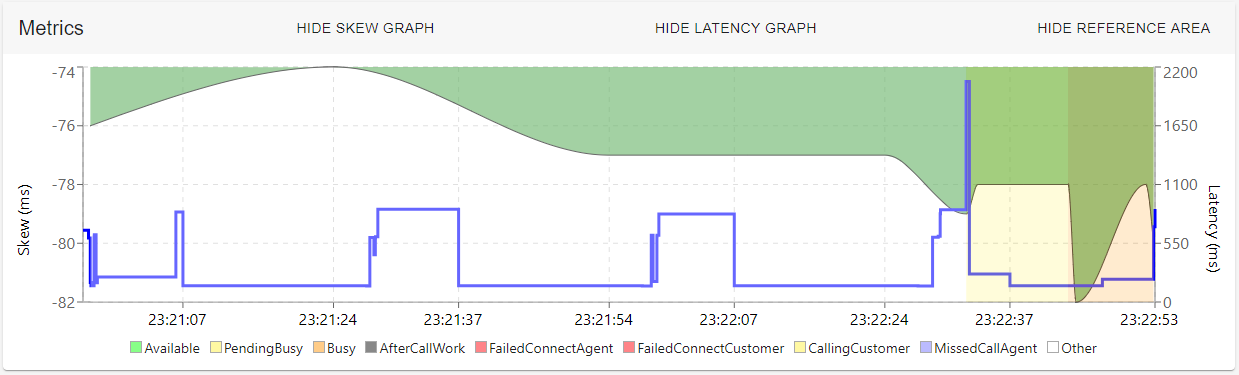 Metrics HIDE SKEW GRAPH HIDE LATENCY GRAPH HIDE REFERENCE AREA
-74 2200
-76 1650
-78 1100
-80 550
-82 0
Skew (ms)
Latency (ms)
23:21:07 23:21:24 23:21:37 23:21:54 23:22:07 23:22:24 23:22:37 23:22:53
Available PendingBusy Busy AfterCallWork FailedConnectAgent FailedConnectCustomer CallingCustomer MissedCallAgent Other